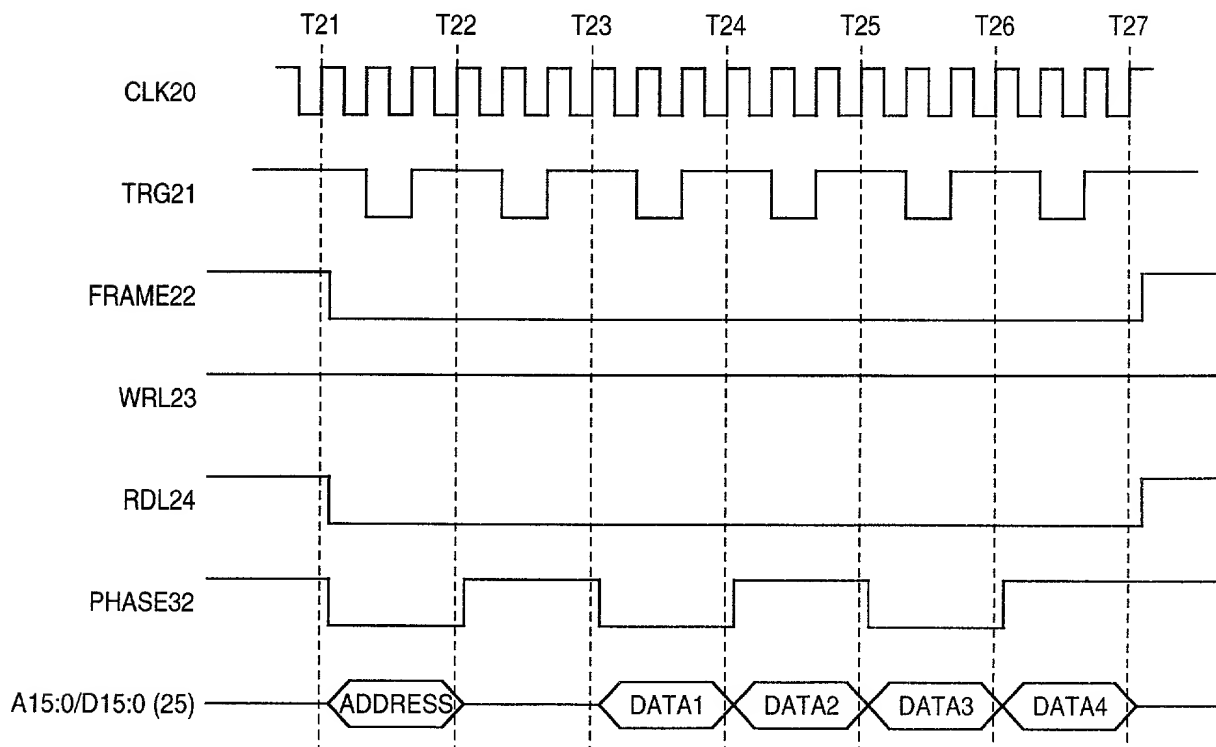 T21 T22 T23 T24 T25 T26 T27
CLK20
TRG21
FRAME22
WRL23
RDL24
PHASE32
A15:0/D15:0 (25) ADDRESS DATA1 DATA2 DATA3 DATA4